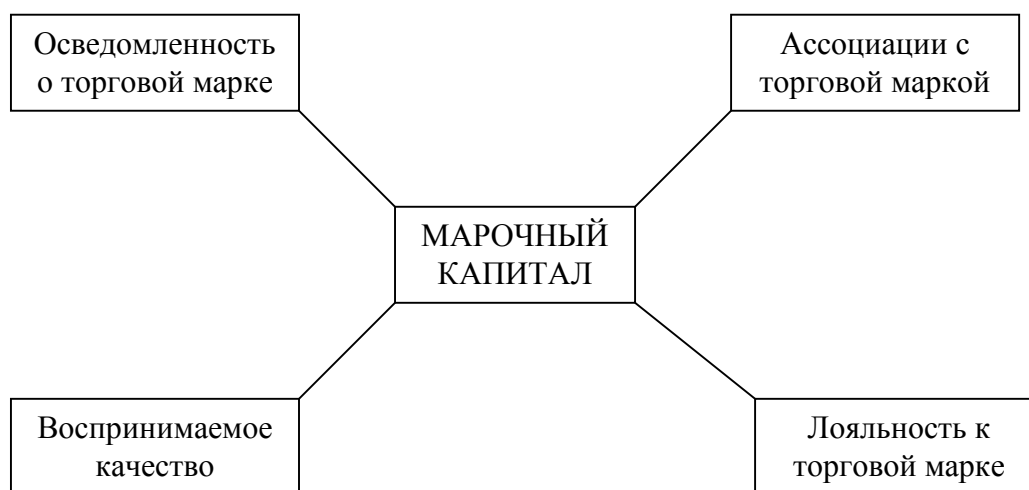 Осведомленность
о торговой марке
Ассоциации с
торговой маркой
МАРОЧНЫЙ
КАПИТАЛ
Воспринимаемое
качество
Лояльность к
торговой марке